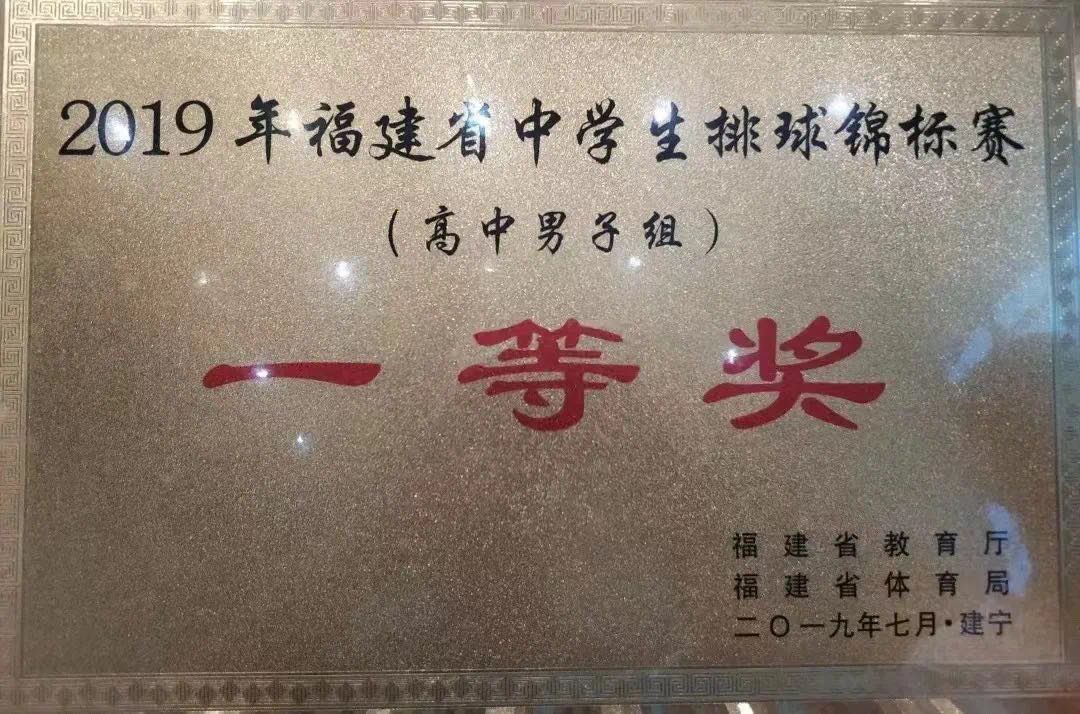 2019年福建省中学生排球锦标赛
（高中男子组）
一等奖
福建省教育厅
福建省体育局
二〇一九年七月·建宁